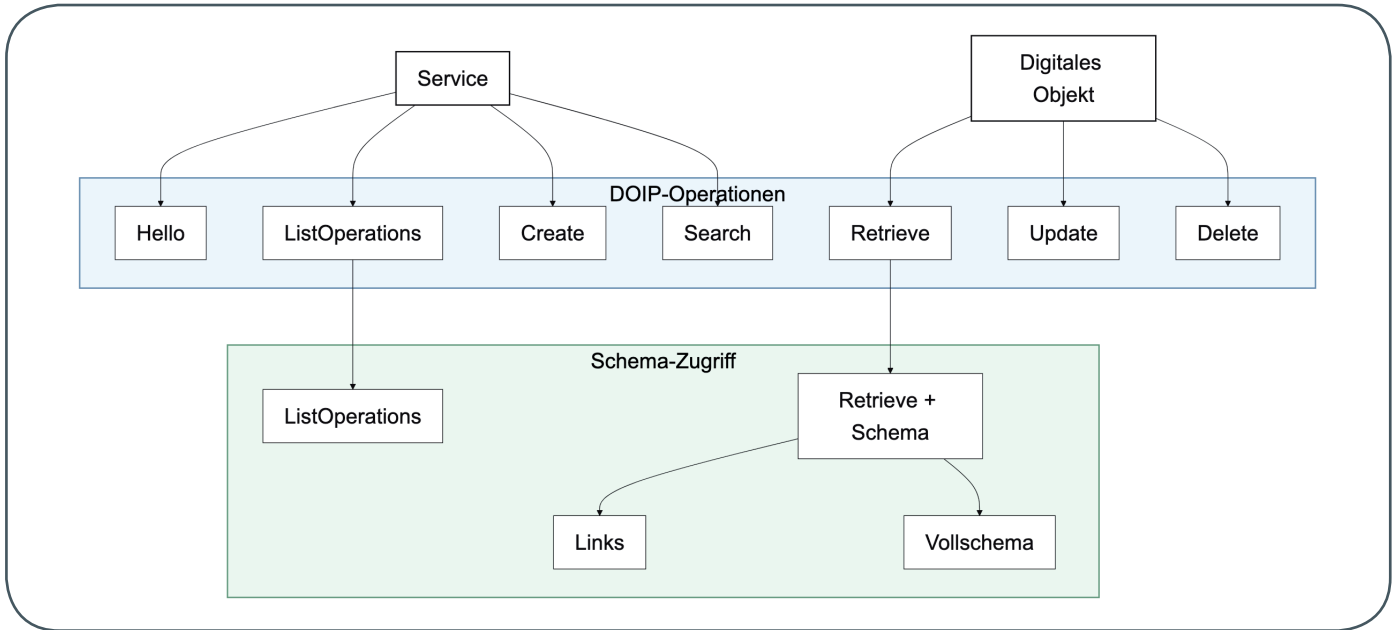 Service
Digitales
Objekt
DOIP-Operationen
Hello
ListOperations
Create
Search
Retrieve
Update
Delete
Schema-Zugriff
ListOperations
Retrieve +
Schema
Links
Vollschema